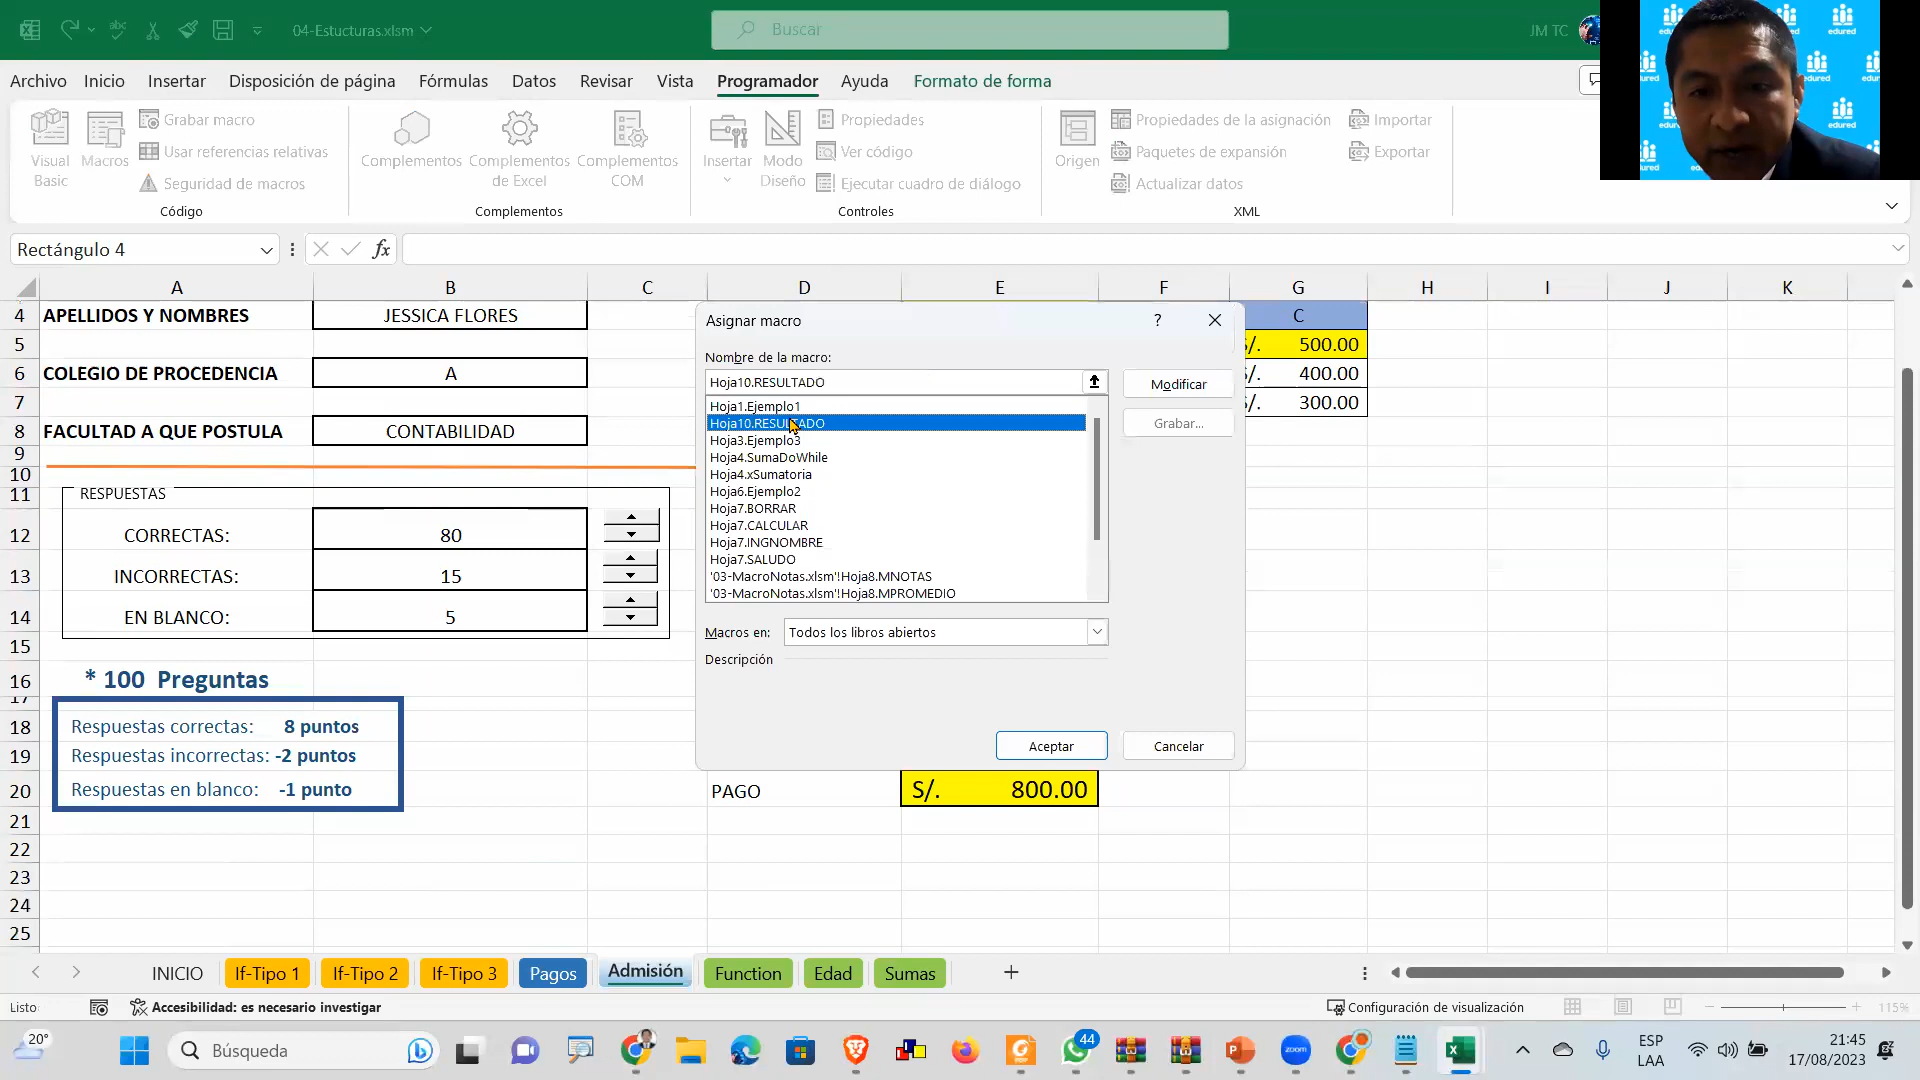 04-Estucturas.xlsm
Buscar
JM TC
Archivo Inicio Insertar Disposición de página Fórmulas Datos Revisar Vista Programador Ayuda Formato de forma
Visual Basic
Macros
Grabar macro
Usar referencias relativas
Seguridad de macros
Código
Complementos
Complementos de Excel
Complementos COM
Complementos
Insertar
Modo Diseño
Propiedades
Ver código
Ejecutar cuadro de diálogo
Controles
Origen
Propiedades de la asignación
Paquetes de expansión
Actualizar datos
Importar
Exportar
XML
edured edured
edured edured
edured edured
Rectángulo 4
fx
A B C D E F G H I J K
4 APELLIDOS Y NOMBRES JESSICA FLORES C
5 S/. 500.00
6 COLEGIO DE PROCEDENCIA A S/. 400.00
7 S/. 300.00
8 FACULTAD A QUE POSTULA CONTABILIDAD
9
10
11 RESPUESTAS
12 CORRECTAS: 80
13 INCORRECTAS: 15
14 EN BLANCO: 5
15
16 * 100 Preguntas
17
18 Respuestas correctas: 8 puntos
19 Respuestas incorrectas: -2 puntos
Respuestas en blanco: -1 punto
20 PAGO S/. 800.00
21
22
23
24
25
Asignar macro
?
Nombre de la macro:
Hoja10.RESULTADO
Hoja1.Ejemplo1
Hoja10.RESULTADO
Hoja3.Ejemplo3
Hoja4.SumaDoWhile
Hoja4.xSumatoria
Hoja6.Ejemplo2
Hoja7.BORRAR
Hoja7.CALCULAR
Hoja7.INGNOMBRE
Hoja7.SALUDO
'03-MacroNotas.xlsm'!Hoja8.MNOTAS
'03-MacroNotas.xlsm'!Hoja8.MPROMEDIO
Modificar
Grabar...
Macros en: Todos los libros abiertos
Descripción
Aceptar Cancelar
INICIO If-Tipo 1 If-Tipo 2 If-Tipo 3 Pagos Admisión Function Edad Sumas
Listo Accesibilidad: es necesario investigar Configuración de visualización 115%
20° Búsqueda 44 zoom ESP LAA 21:45 17/08/2023